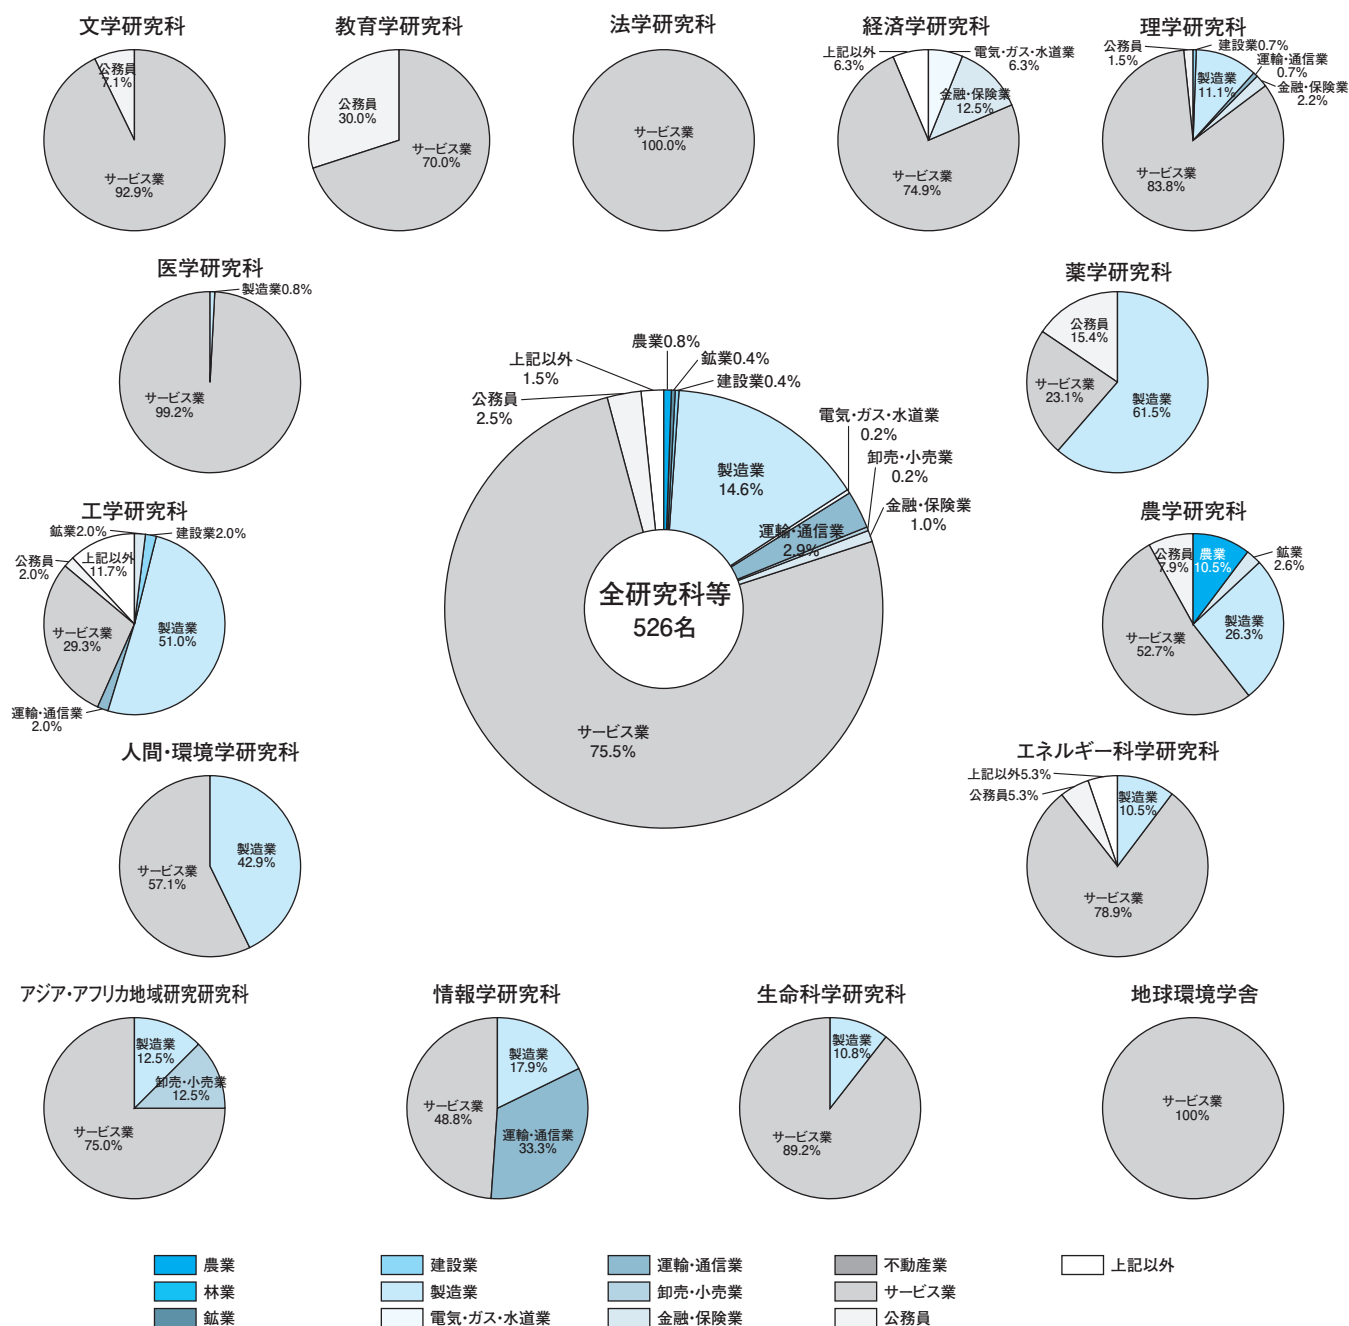 文学研究科
公務員
7.1%
サービス業
92.9%
教育学研究科
公務員
30.0%
サービス業
70.0%
法学研究科
サービス業
100.0%
経済学研究科
上記以外
6.3%
電気・ガス・水道業
6.3%
金融・保険業
12.5%
サービス業
74.9%
理学研究科
公務員
1.5%
建設業0.7%
製造業
11.1%
運輸・通信業
0.7%
金融・保険業
2.2%
サービス業
83.8%
医学研究科
製造業0.8%
サービス業
99.2%
薬学研究科
公務員
15.4%
サービス業
23.1%
製造業
61.5%
全研究科等
526名
農業0.8%
鉱業0.4%
建設業0.4%
上記以外
1.5%
公務員
2.5%
製造業
14.6%
電気・ガス・水道業
0.2%
卸売・小売業
0.2%
金融・保険業
1.0%
運輸・通信業
2.9%
サービス業
75.5%
工学研究科
鉱業2.0%
建設業2.0%
公務員
2.0%
上記以外
11.7%
サービス業
29.3%
製造業
51.0%
運輸・通信業
2.0%
農学研究科
公務員
7.9%
農業
10.5%
鉱業
2.6%
製造業
26.3%
サービス業
52.7%
人間・環境学研究科
製造業
42.9%
サービス業
57.1%
エネルギー科学研究科
上記以外5.3%
公務員5.3%
製造業
10.5%
サービス業
78.9%
アジア・アフリカ地域研究研究科
製造業
12.5%
卸売・小売業
12.5%
サービス業
75.0%
情報学研究科
製造業
17.9%
サービス業
48.8%
運輸・通信業
33.3%
生命科学研究科
製造業
10.8%
サービス業
89.2%
地球環境学舎
サービス業
100%
農業
林業
鉱業
建設業
製造業
電気・ガス・水道業
運輸・通信業
卸売・小売業
金融・保険業
不動産業
サービス業
公務員
上記以外